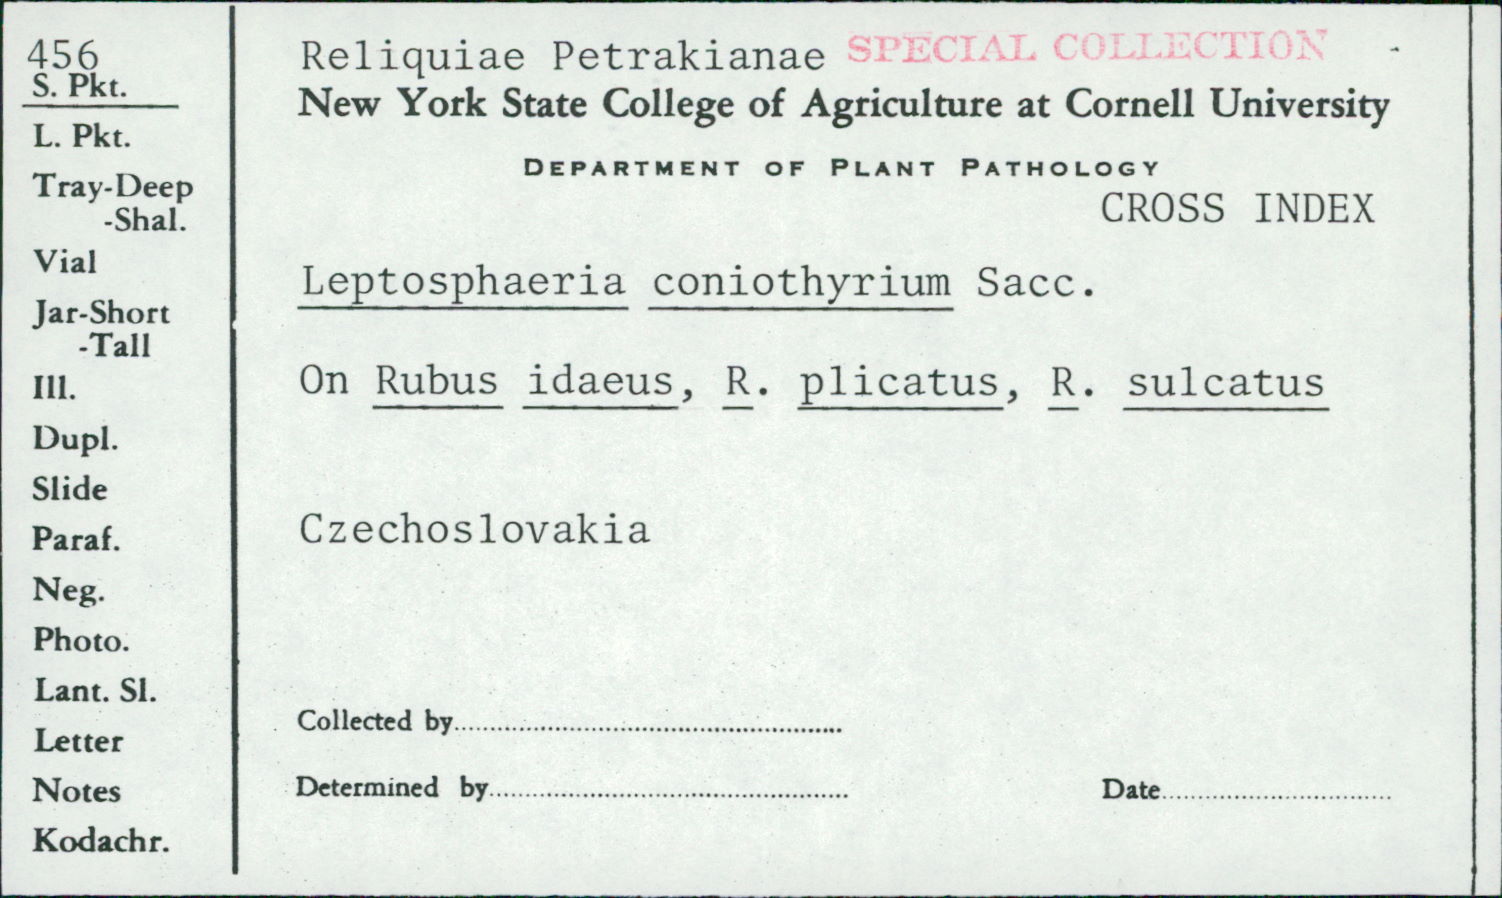 456
S. Pkt.
L. Pkt.
Tray-Deep
-Shal.
Vial
Jar-Short
-Tall
Ill.
Dupl.
Slide
Paraf.
Neg.
Photo.
Lant. Sl.
Letter
Notes
Kodachr.
Reliquiae Petrakianae SPECIAL COLLECTION
New York State College of Agriculture at Cornell University
DEPARTMENT OF PLANT PATHOLOGY
CROSS INDEX
Leptosphaeria coniothyrium Sacc.
On Rubus idaeus, R. plicatus, R. sulcatus
Czechoslovakia
Collected by
Determined by Date